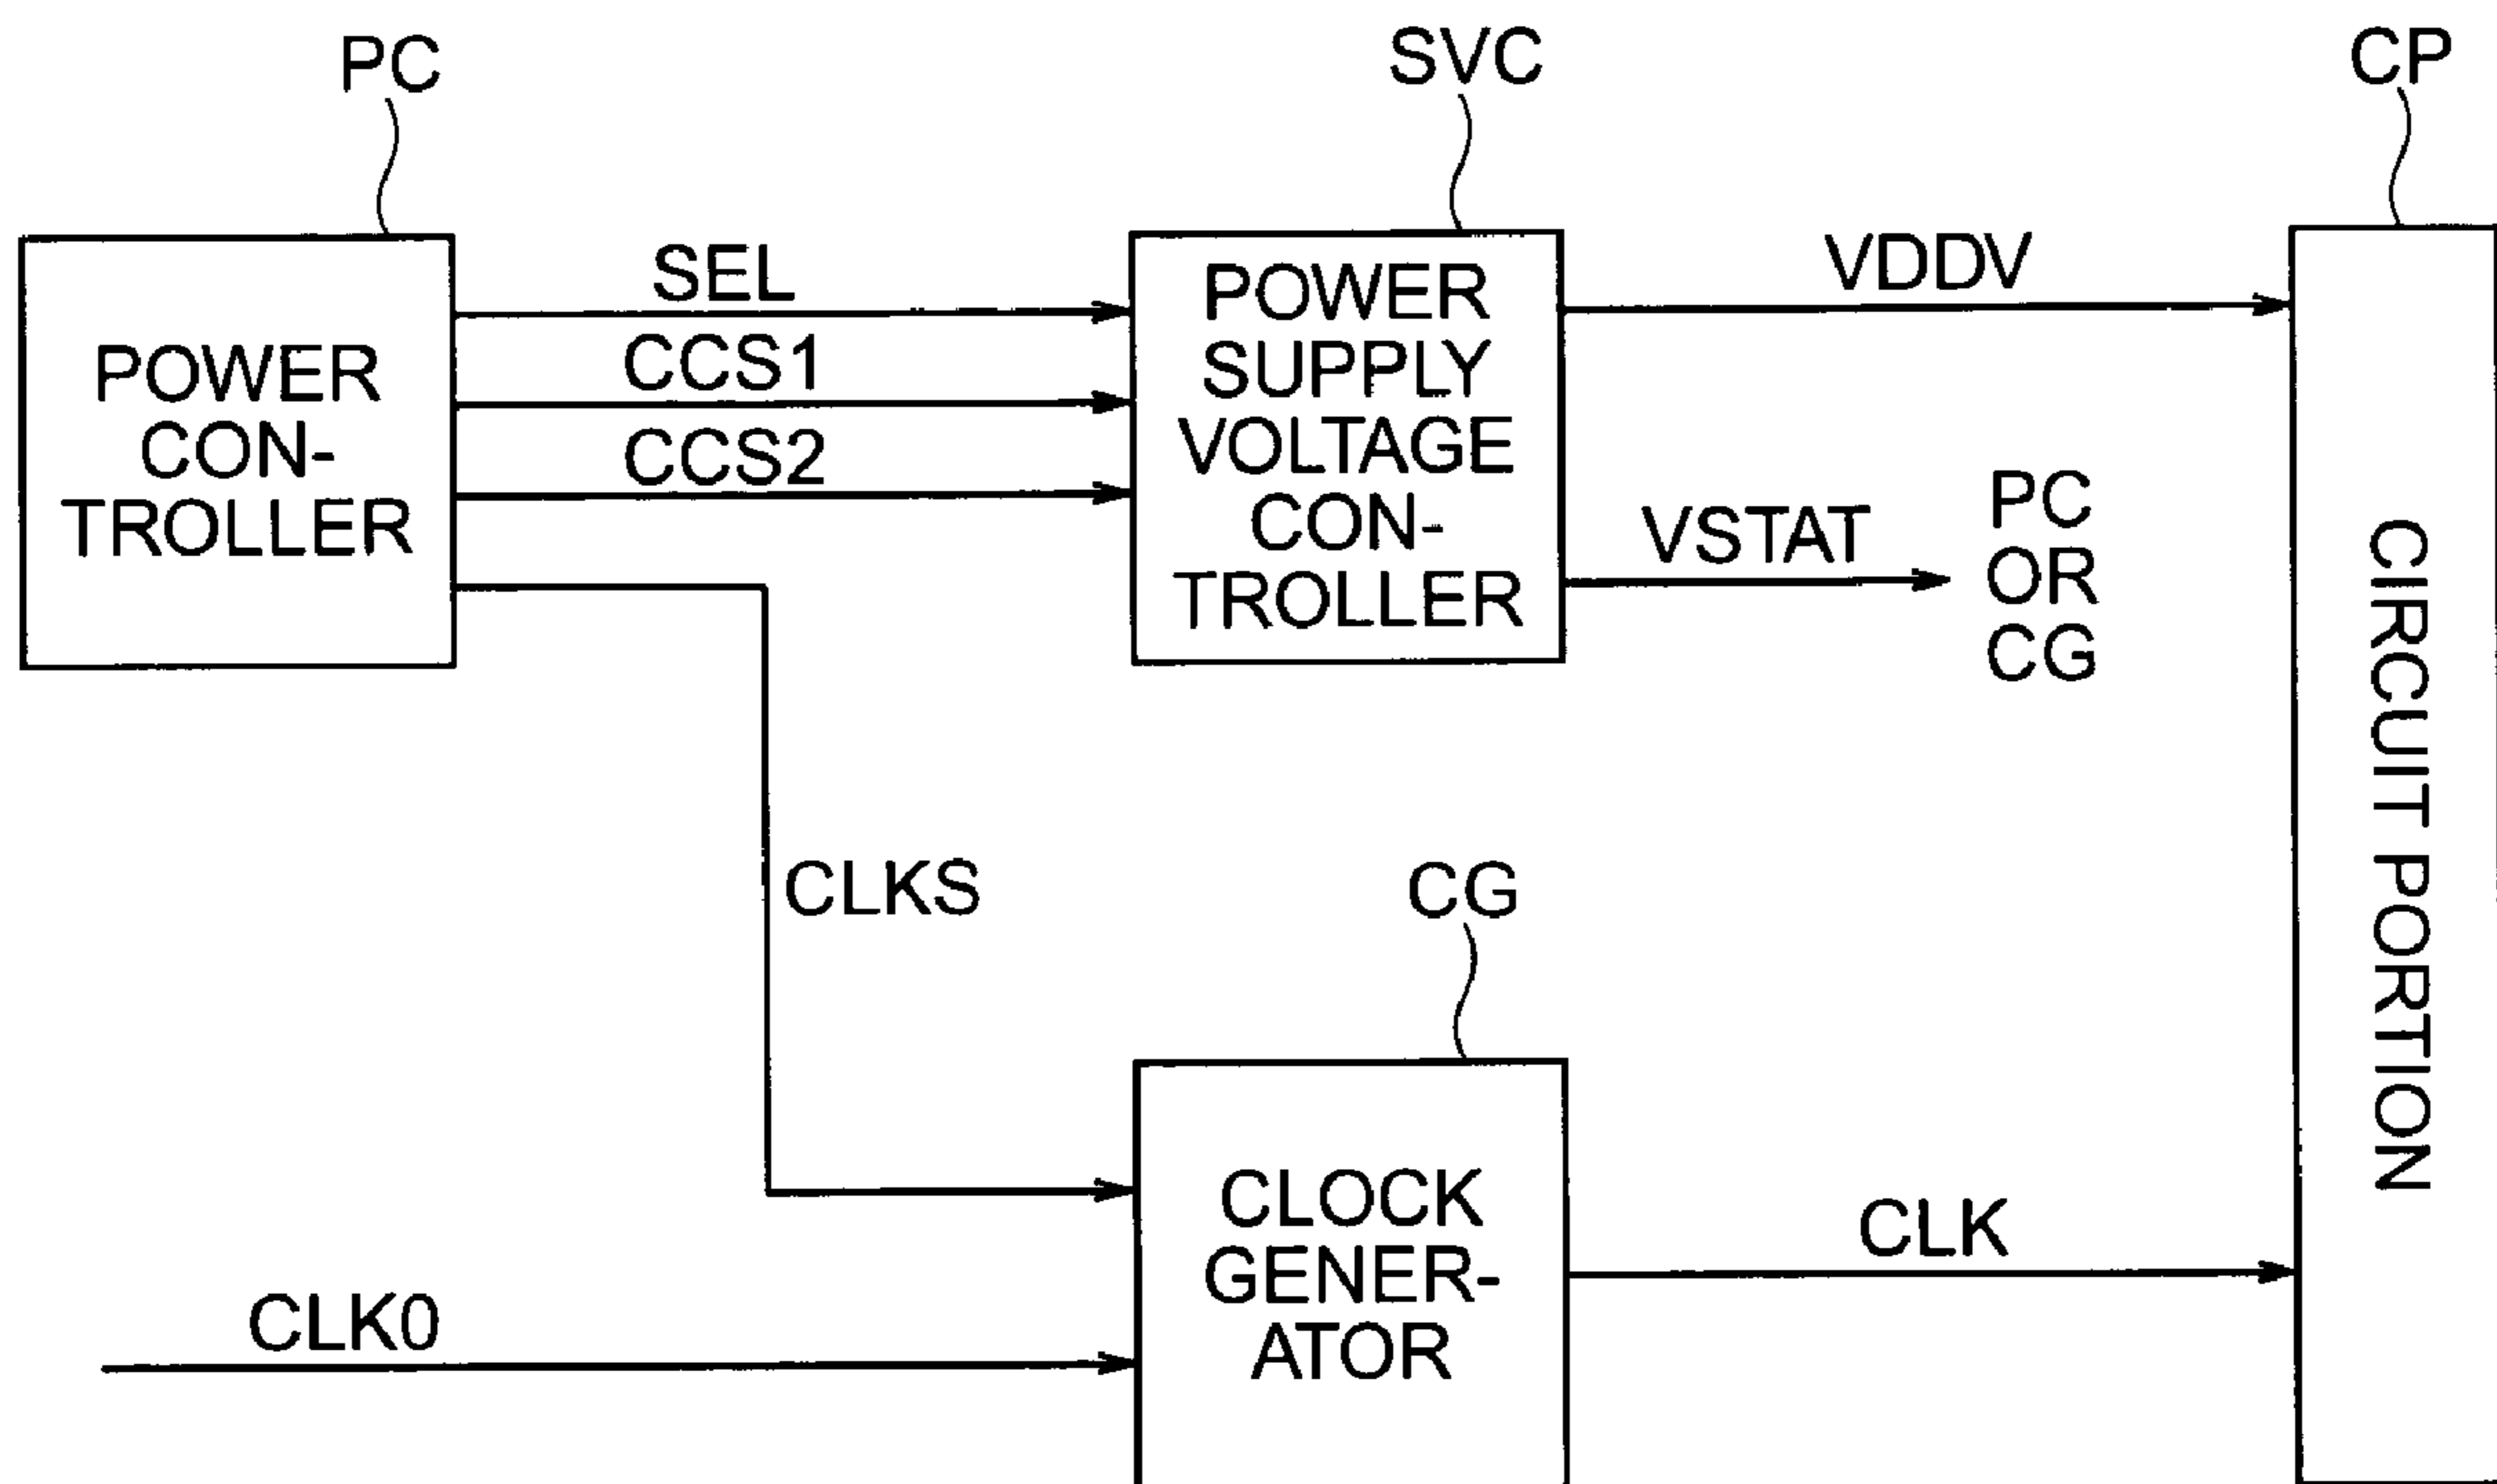 PC
SVC
CP
POWER
CON-
TROLLER
SEL
CCS1
CCS2
POWER
SUPPLY
VOLTAGE
CON-
TROLLER
VDDV
VSTAT
PC
OR
CG
CIRCUIT PORTION
CLKS
CG
CLOCK
GENER-
ATOR
CLK0
CLK